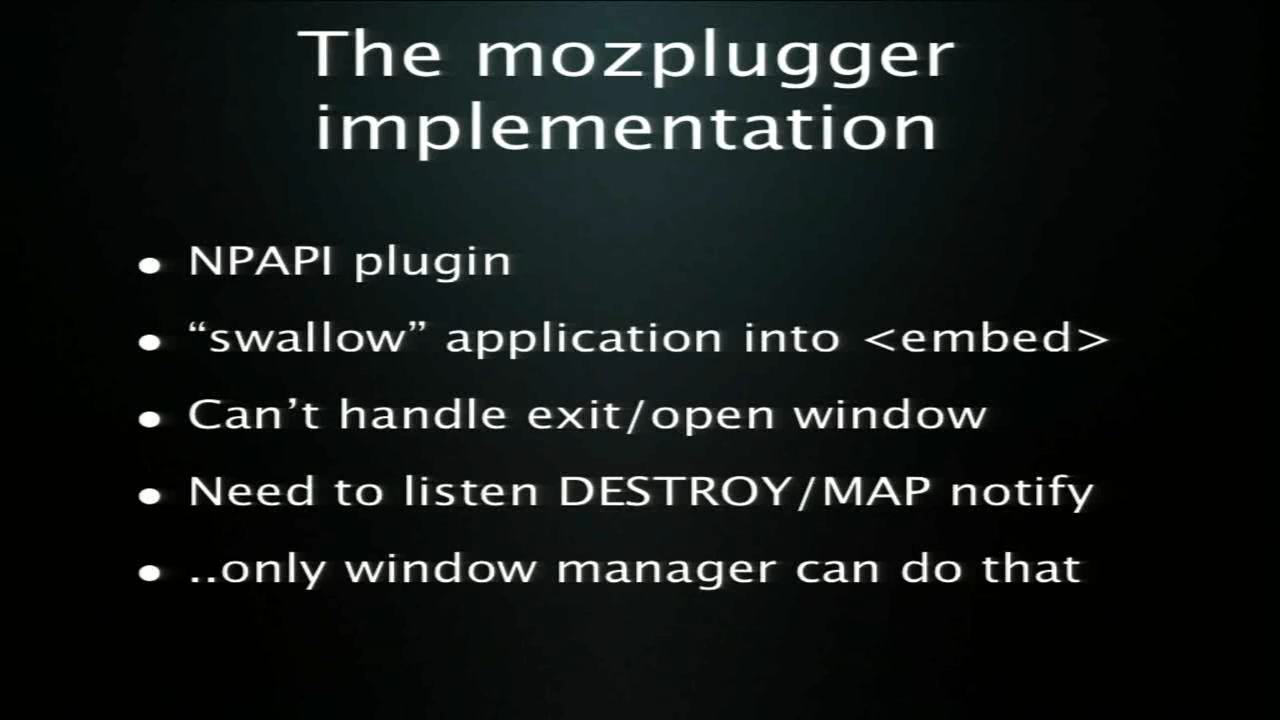 The mozplugger
implementation
• NPAPI plugin
• “swallow” application into <embed>
• Can’t handle exit/open window
• Need to listen DESTROY/MAP notify
• ..only window manager can do that